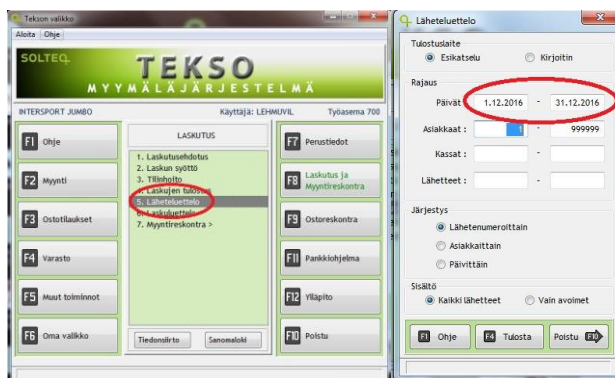 Tekson valikko
Aloita Ohje
SOLTEQ
TEKSO
MYYMÄLÄJÄRJESTELMÄ
INTERSPORT JUMBO
Käyttäjä: LEHMUVIL
Työasema 700
F1 Ohje
F2 Myynti
F3 Ostotilaukset
F4 Varasto
F5 Muut toiminnot
F6 Oma valikko
LASKUTUS
1. Laskutusehdotus
2. Laskun syöttö
3. Tilinhoito
4. Laskujen tulostus
5. Läheteluettelo
6. Laskuluettelo
7. Myyntireskontra >
Tiedonsiirto
Sanomaloki
F7 Perustiedot
F8 Laskutus ja
Myyntireskontra
F9 Ostoreskontra
F11 Pankkiohjelma
F12 Ylläpito
F10 Poistu
Läheteluettelo
Tulostuslaite
Esikatselu
Kirjoitin
Rajaus
Päivät 1.12.2016 - 31.12.2016
Asiakkaat : 1 - 999999
Kassat : -
Lähetteet : -
Järjestys
Lähetenumeroittain
Asiakkaittain
Päivittäin
Sisältö
Kaikki lähetteet
Vain avoimet
F1 Ohje
F4 Tulosta
Poistu F10